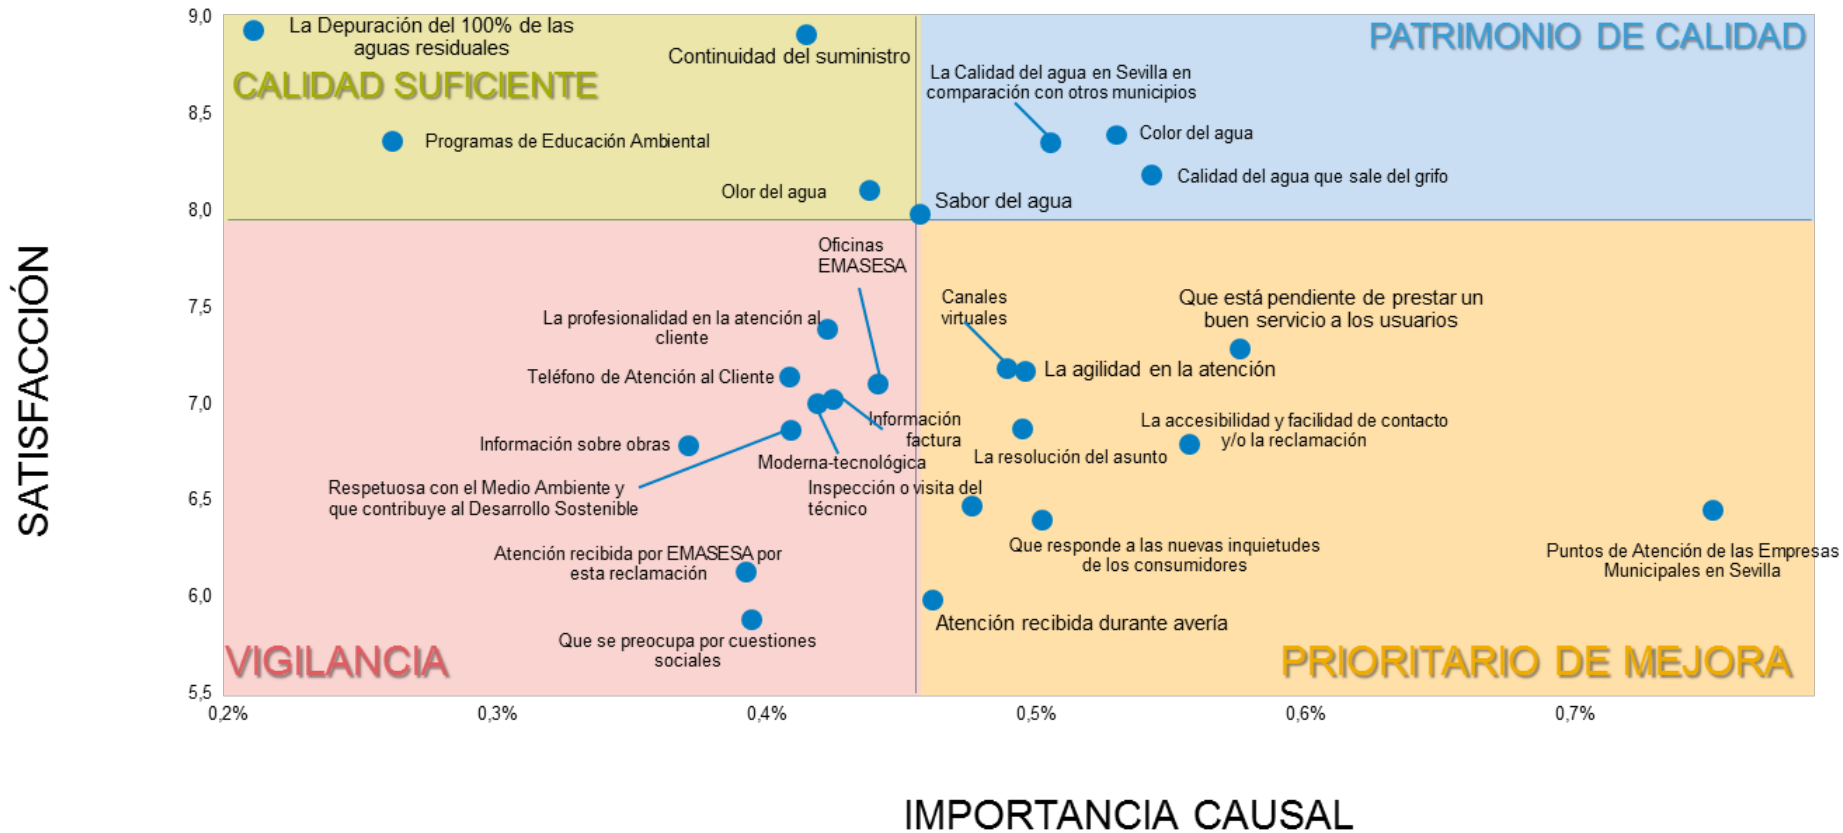 9,0
8,5
8,0
7,5
7,0
6,5
6,0
5,5
SATISFACCIÓN
La Depuración del 100% de las
aguas residuales
CALIDAD SUFICIENTE
Continuidad del suministro
Programas de Educación Ambiental
Olor del agua
PATRIMONIO DE CALIDAD
La Calidad del agua en Sevilla en
comparación con otros municipios
Color del agua
Calidad del agua que sale del grifo
Sabor del agua
Oficinas
EMASESA
La profesionalidad en la atención al
cliente
Teléfono de Atención al Cliente
Información
factura
Información sobre obras
Moderna-tecnológica
Respetuosa con el Medio Ambiente y
que contribuye al Desarrollo Sostenible
Inspección o visita del
técnico
Atención recibida por EMASESA por
esta reclamación
Que se preocupa por cuestiones
sociales
VIGILANCIA
Canales
virtuales
Que está pendiente de prestar un
buen servicio a los usuarios
La agilidad en la atención
La accesibilidad y facilidad de contacto
y/o la reclamación
La resolución del asunto
Que responde a las nuevas inquietudes
de los consumidores
Puntos de Atención de las Empresas
Municipales en Sevilla
Atención recibida durante avería
PRIORITARIO DE MEJORA
0,2%
0,3%
0,4%
0,5%
0,6%
0,7%
IMPORTANCIA CAUSAL